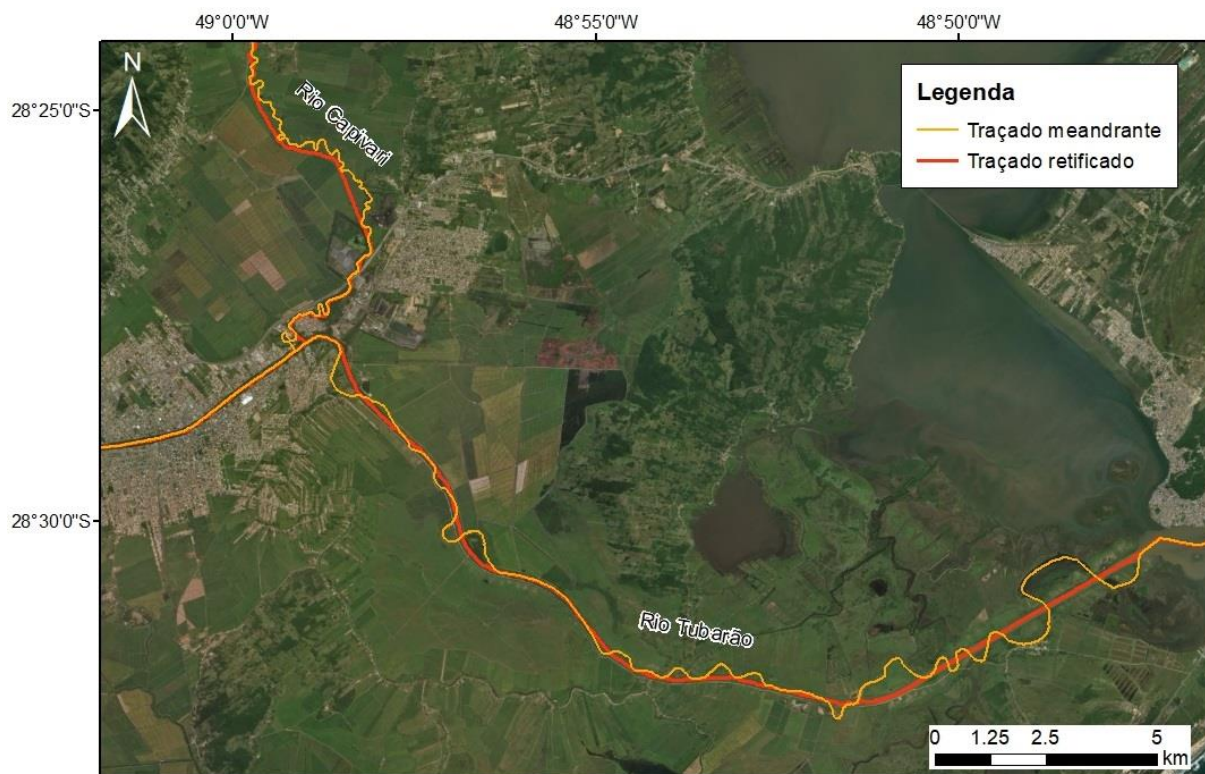 49°0'0"W
48°55'0"W
48°50'0"W
28°25'0"S
28°30'0"S
N
Rio Capivari
Rio Tubarão
Legenda
Traçado meandrante
Traçado retificado
0 1.25 2.5 5
km